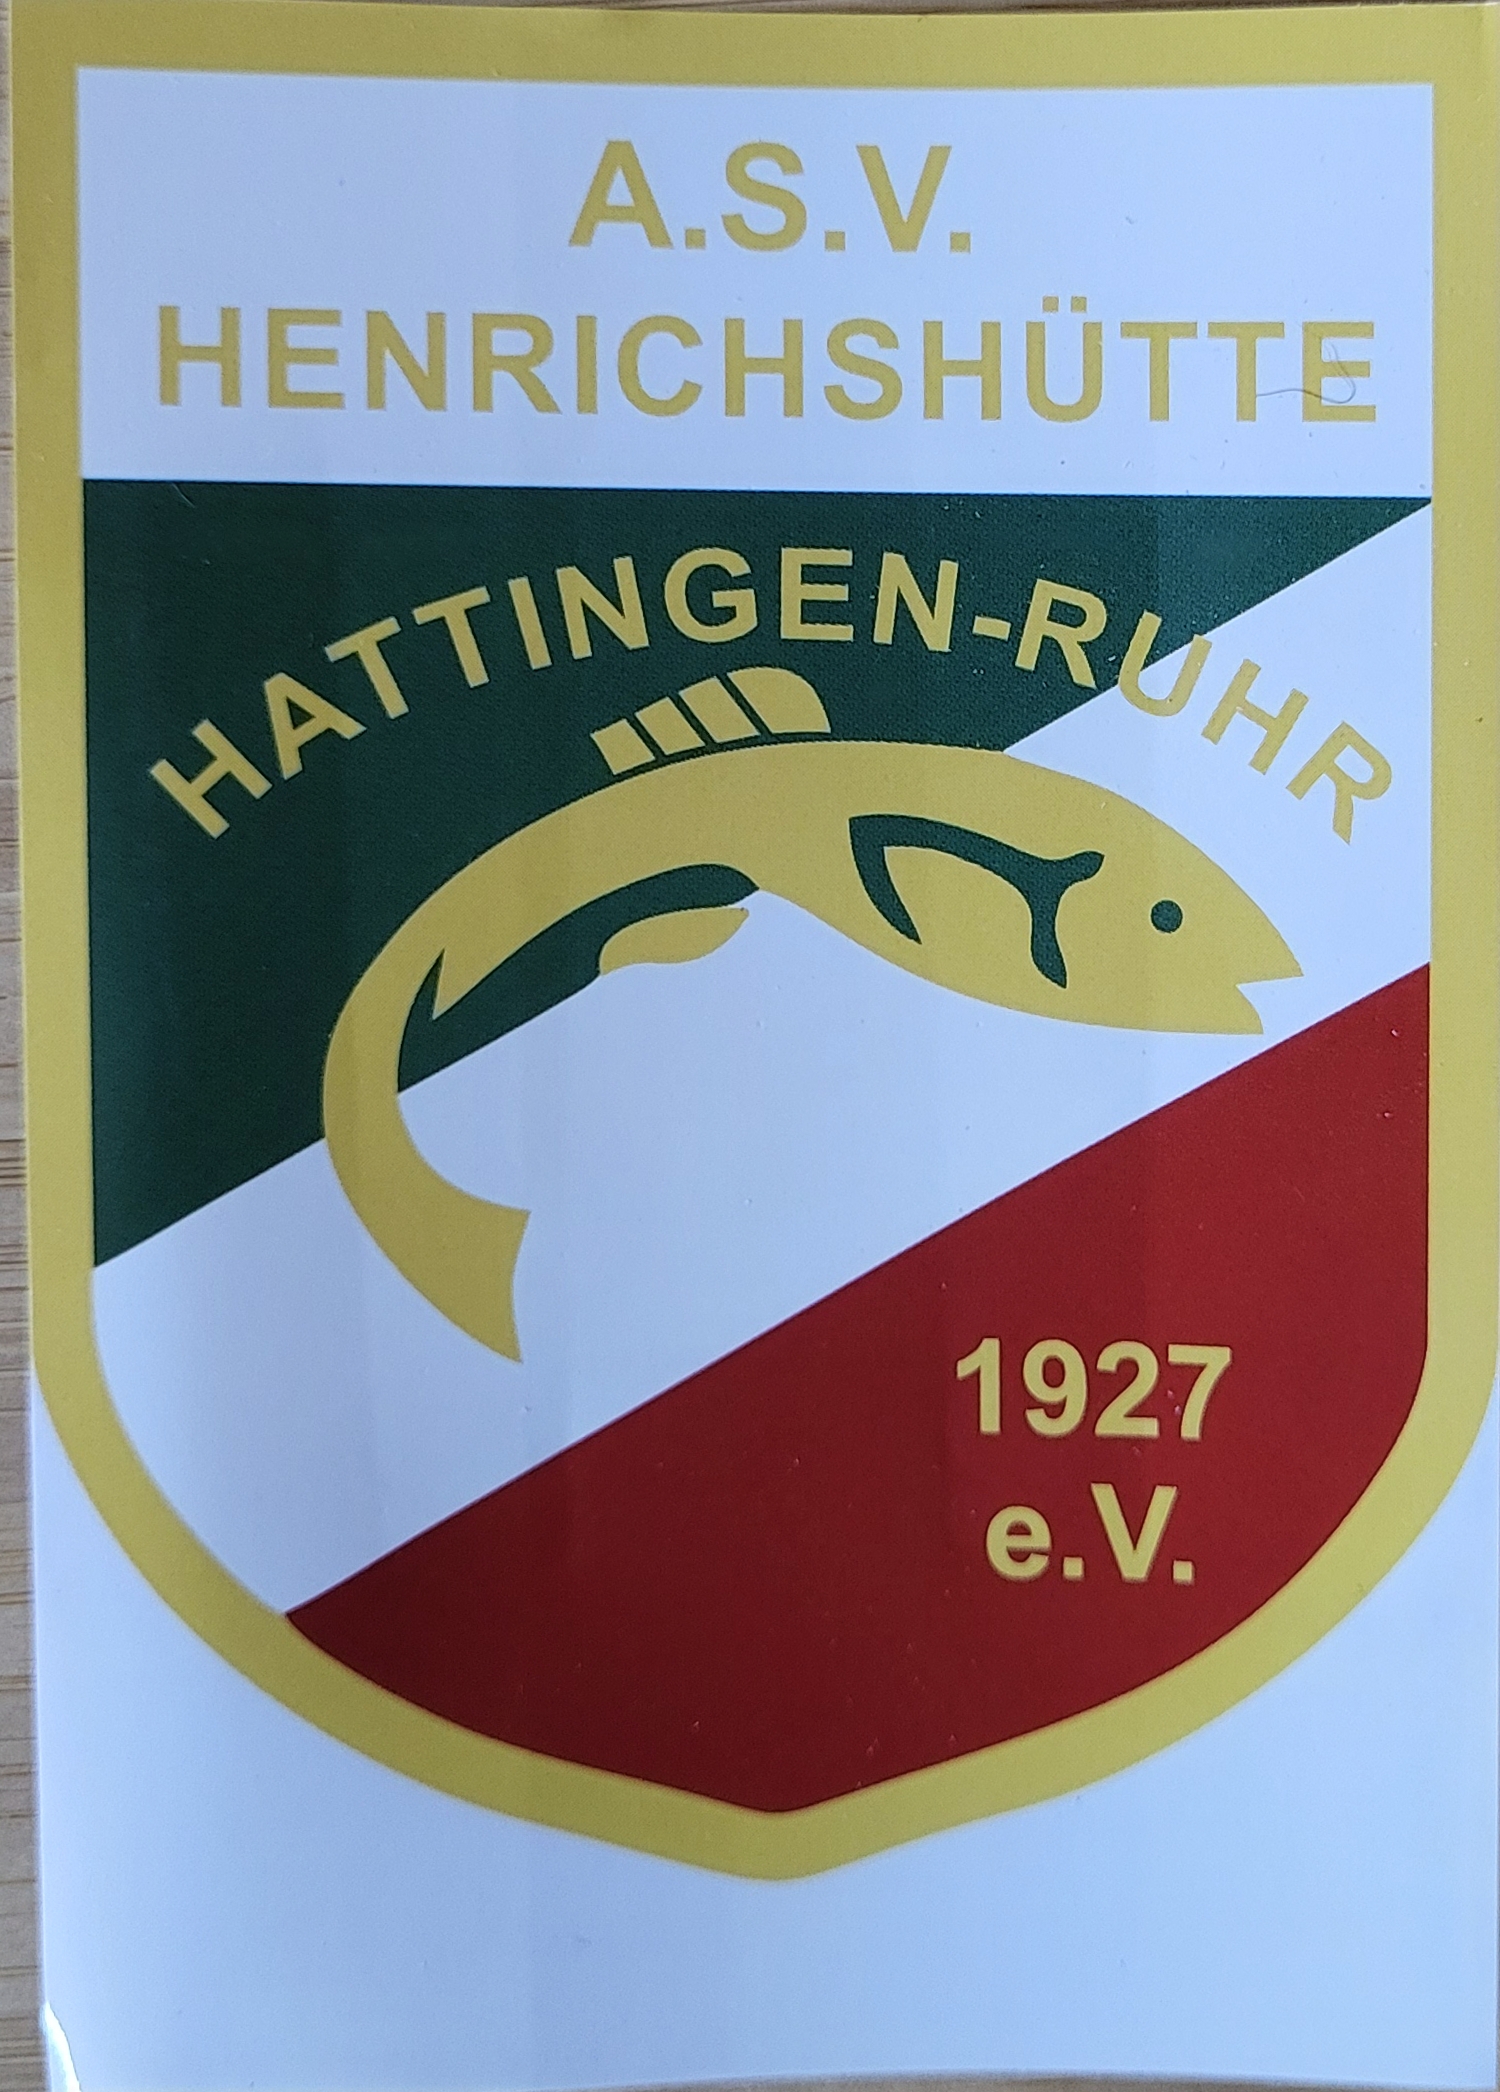 A.S.V.
HENRICHSHÜTTE
HATTINGEN-RUHR
1927
e.V.